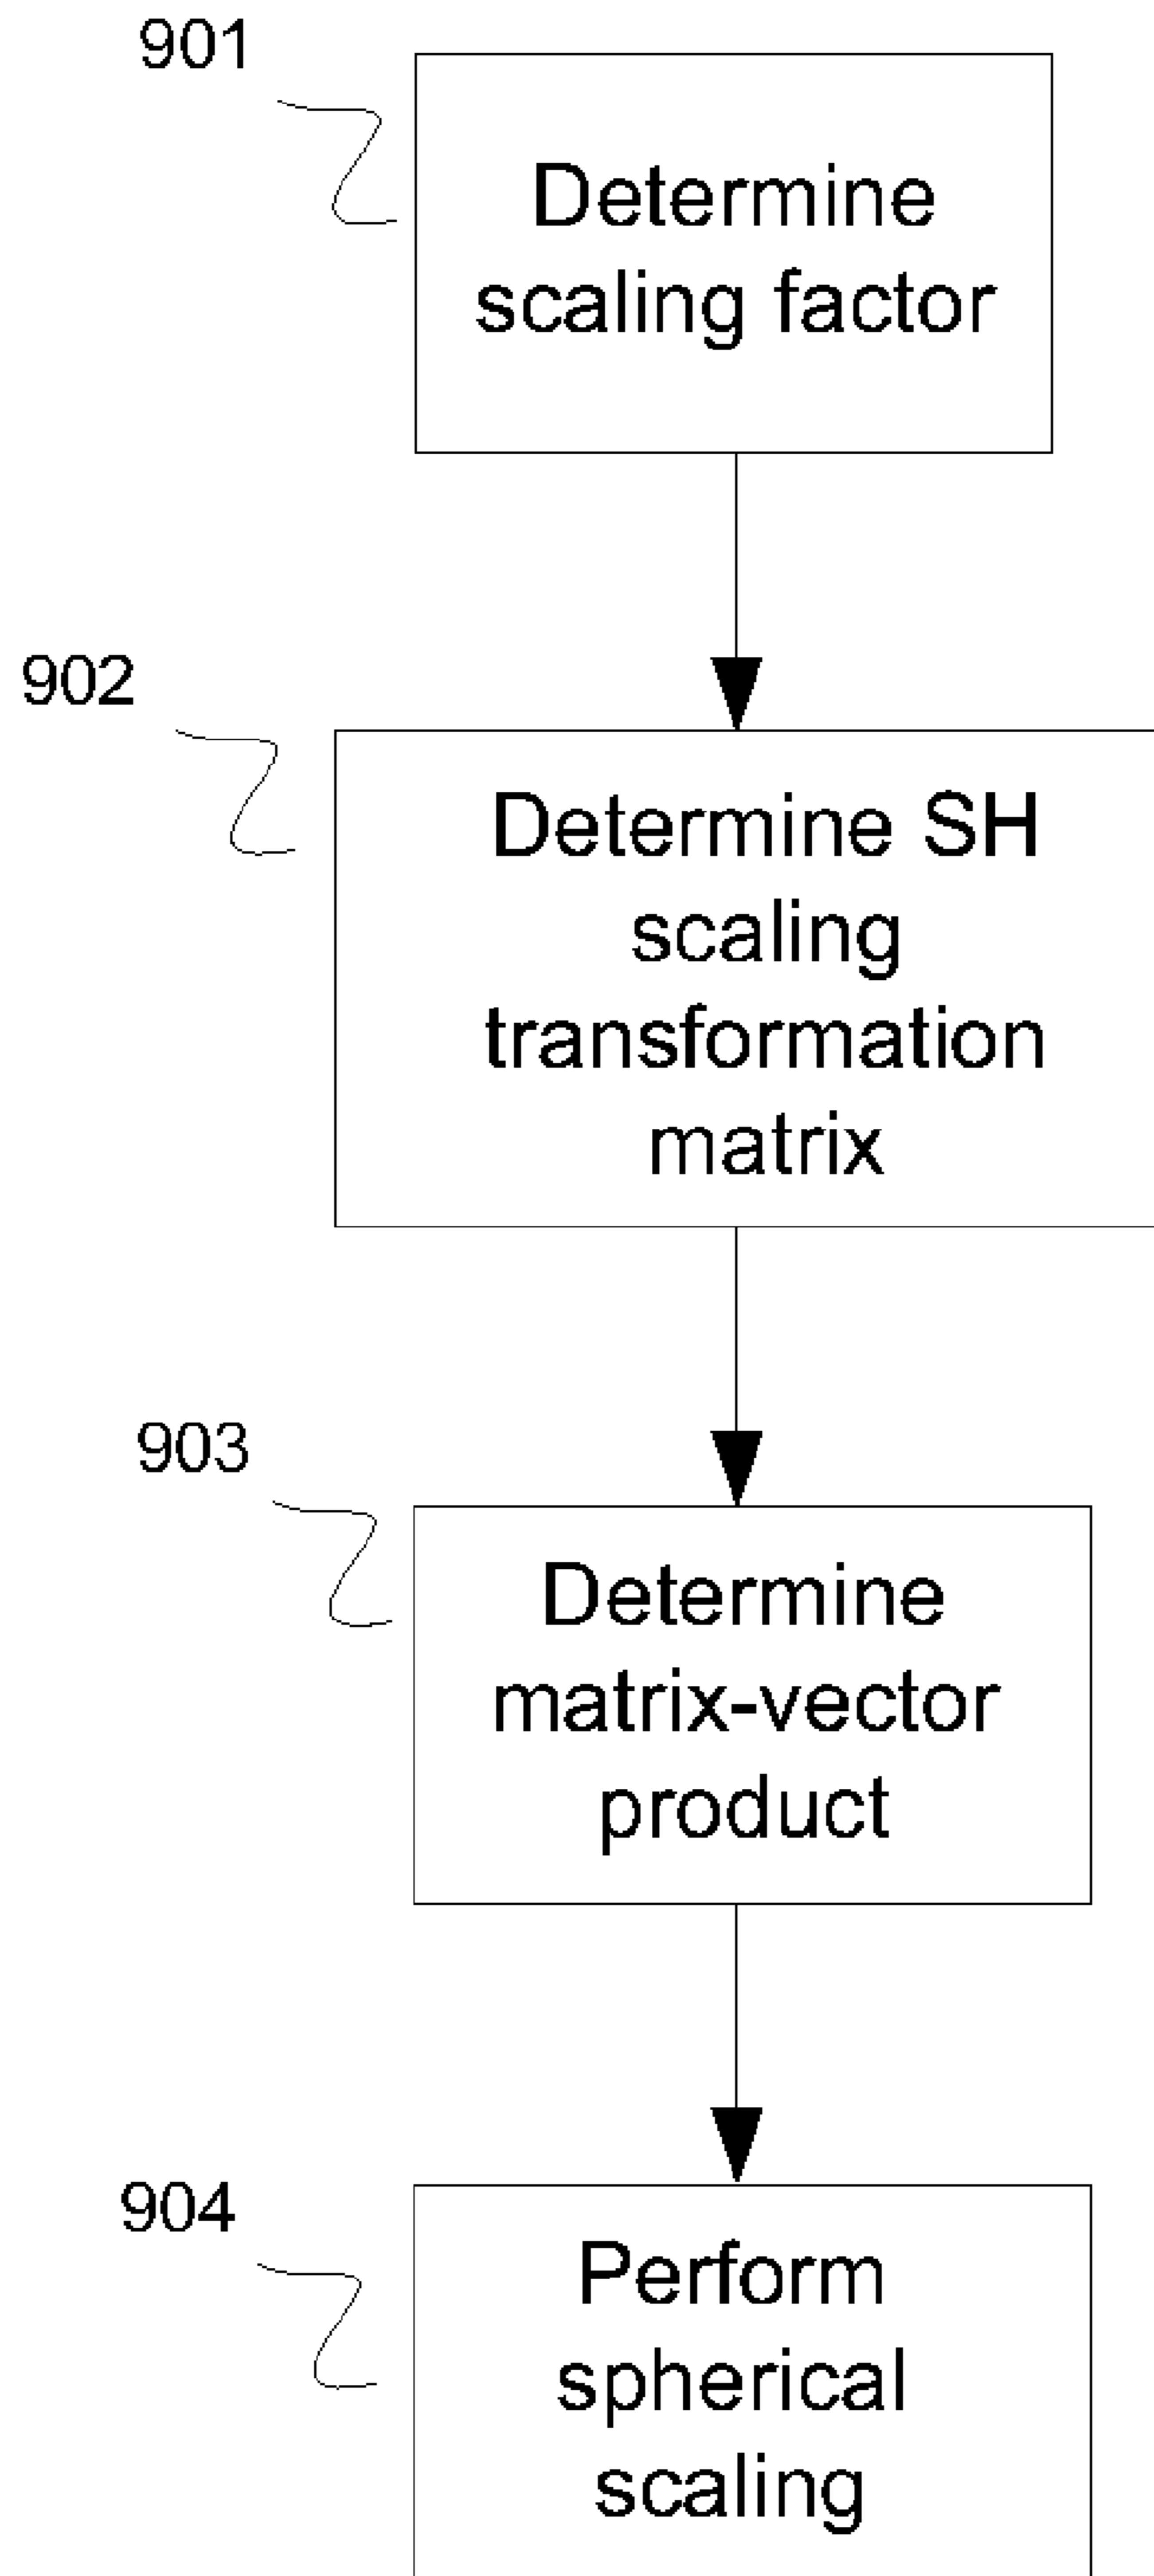 901
Determine
scaling factor
902
Determine SH
scaling
transformation
matrix
903
Determine
matrix-vector
product
904
Perform
spherical
scaling